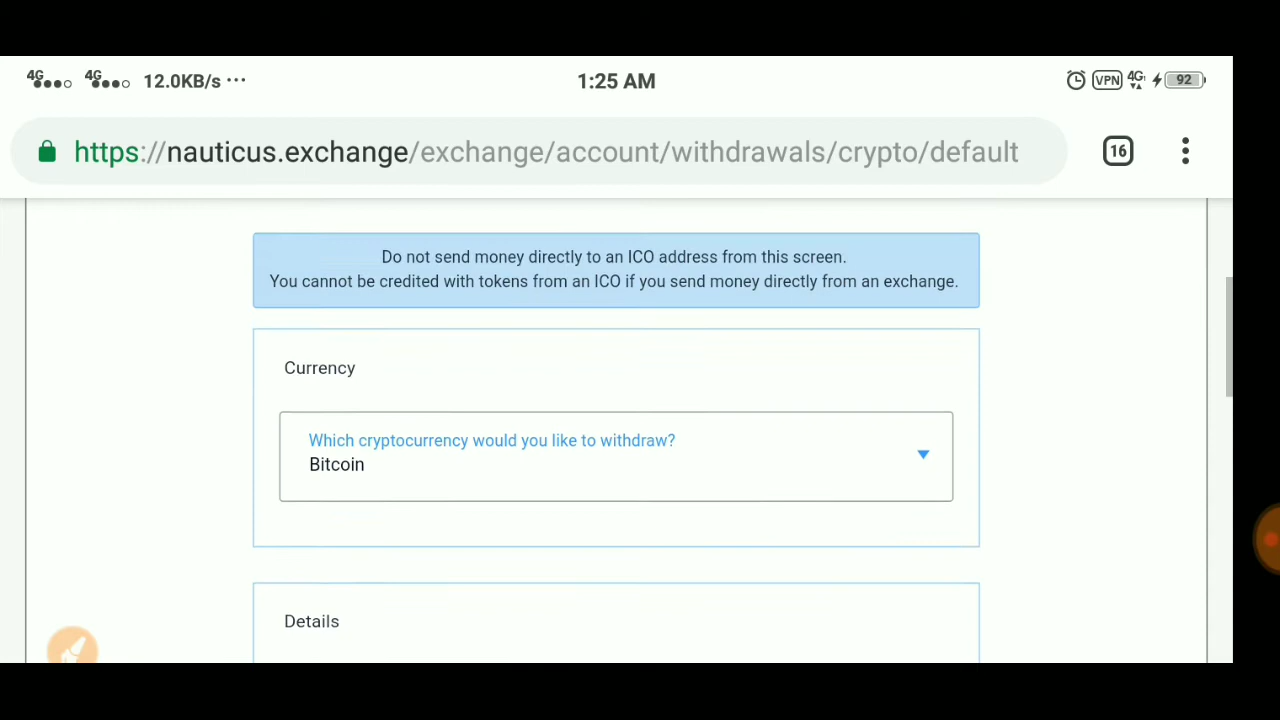 4G 4G 12.0KB/s ... 1:25 AM VPN 4G 92
https://nauticus.exchange/exchange/account/withdrawals/crypto/default 16
Do not send money directly to an ICO address from this screen.
You cannot be credited with tokens from an ICO if you send money directly from an exchange.
Currency
Which cryptocurrency would you like to withdraw?
Bitcoin
Details